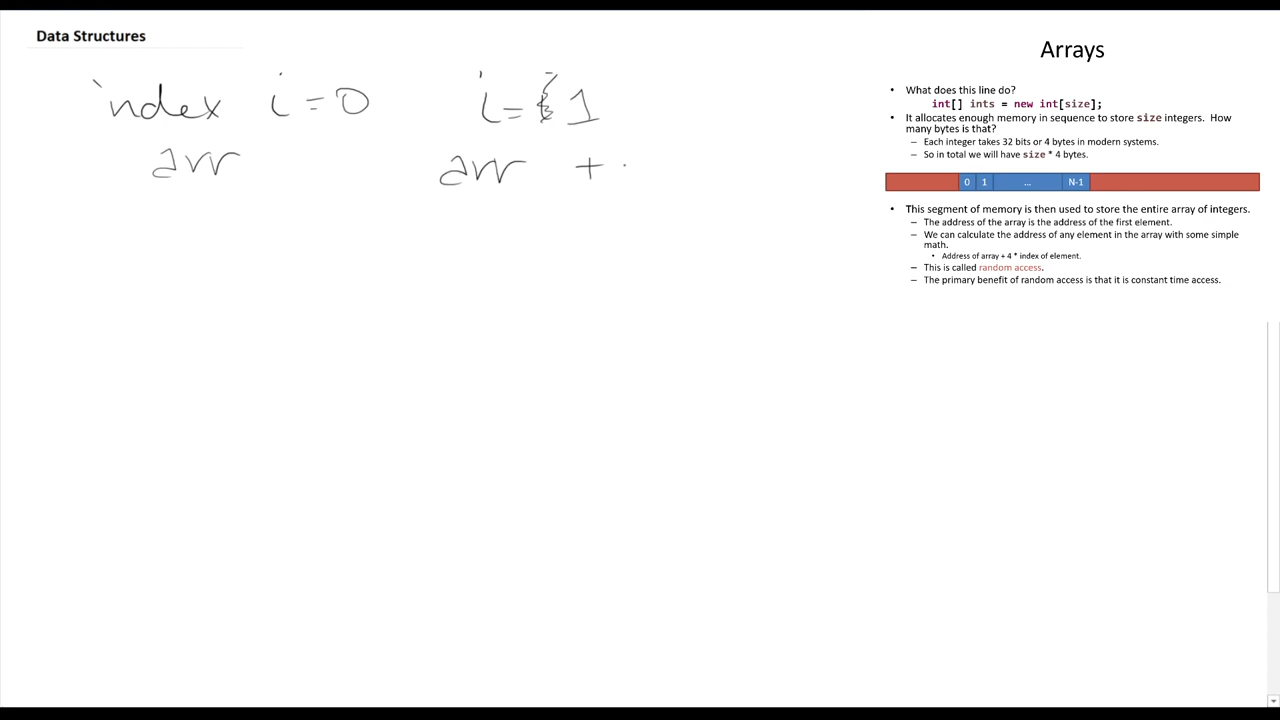 Data Structures
index i=0 i= 1
arr arr +
Arrays
• What does this line do?
int[] ints = new int[size];
• It allocates enough memory in sequence to store size integers. How
many bytes is that?
– Each integer takes 32 bits or 4 bytes in modern systems.
– So in total we will have size * 4 bytes.
0 1 ... N-1
• This segment of memory is then used to store the entire array of integers.
– The address of the array is the address of the first element.
– We can calculate the address of any element in the array with some simple
math.
• Address of array + 4 * index of element.
– This is called random access.
– The primary benefit of random access is that it is constant time access.